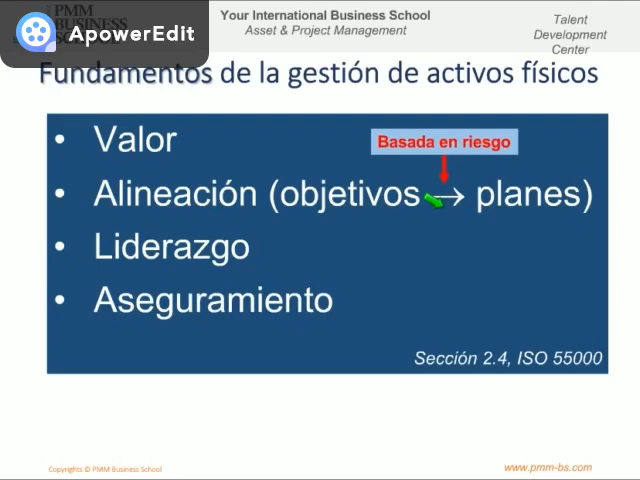 PMM
BUSINESS
SCHOOL
ApowerEdit
Your International Business School
Asset & Project Management
Talent
Development
Center
Fundamentos de la gestión de activos físicos
• Valor
Basada en riesgo
• Alineación (objetivos → planes)
• Liderazgo
• Aseguramiento
Sección 2.4, ISO 55000
Copyrights © PMM Business School
www.pmm-bs.com